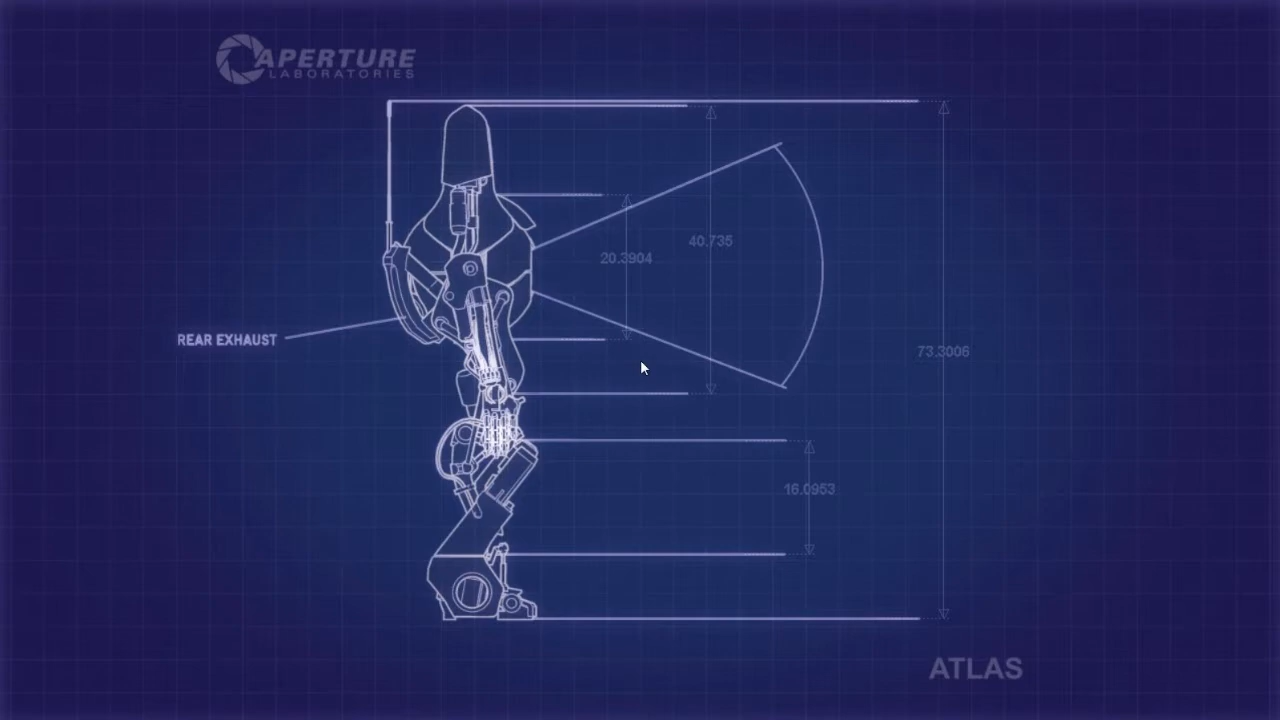 APERTURE
LABORATORIES
40.735
20.3904
REAR EXHAUST
73.3006
16.0953
ATLAS